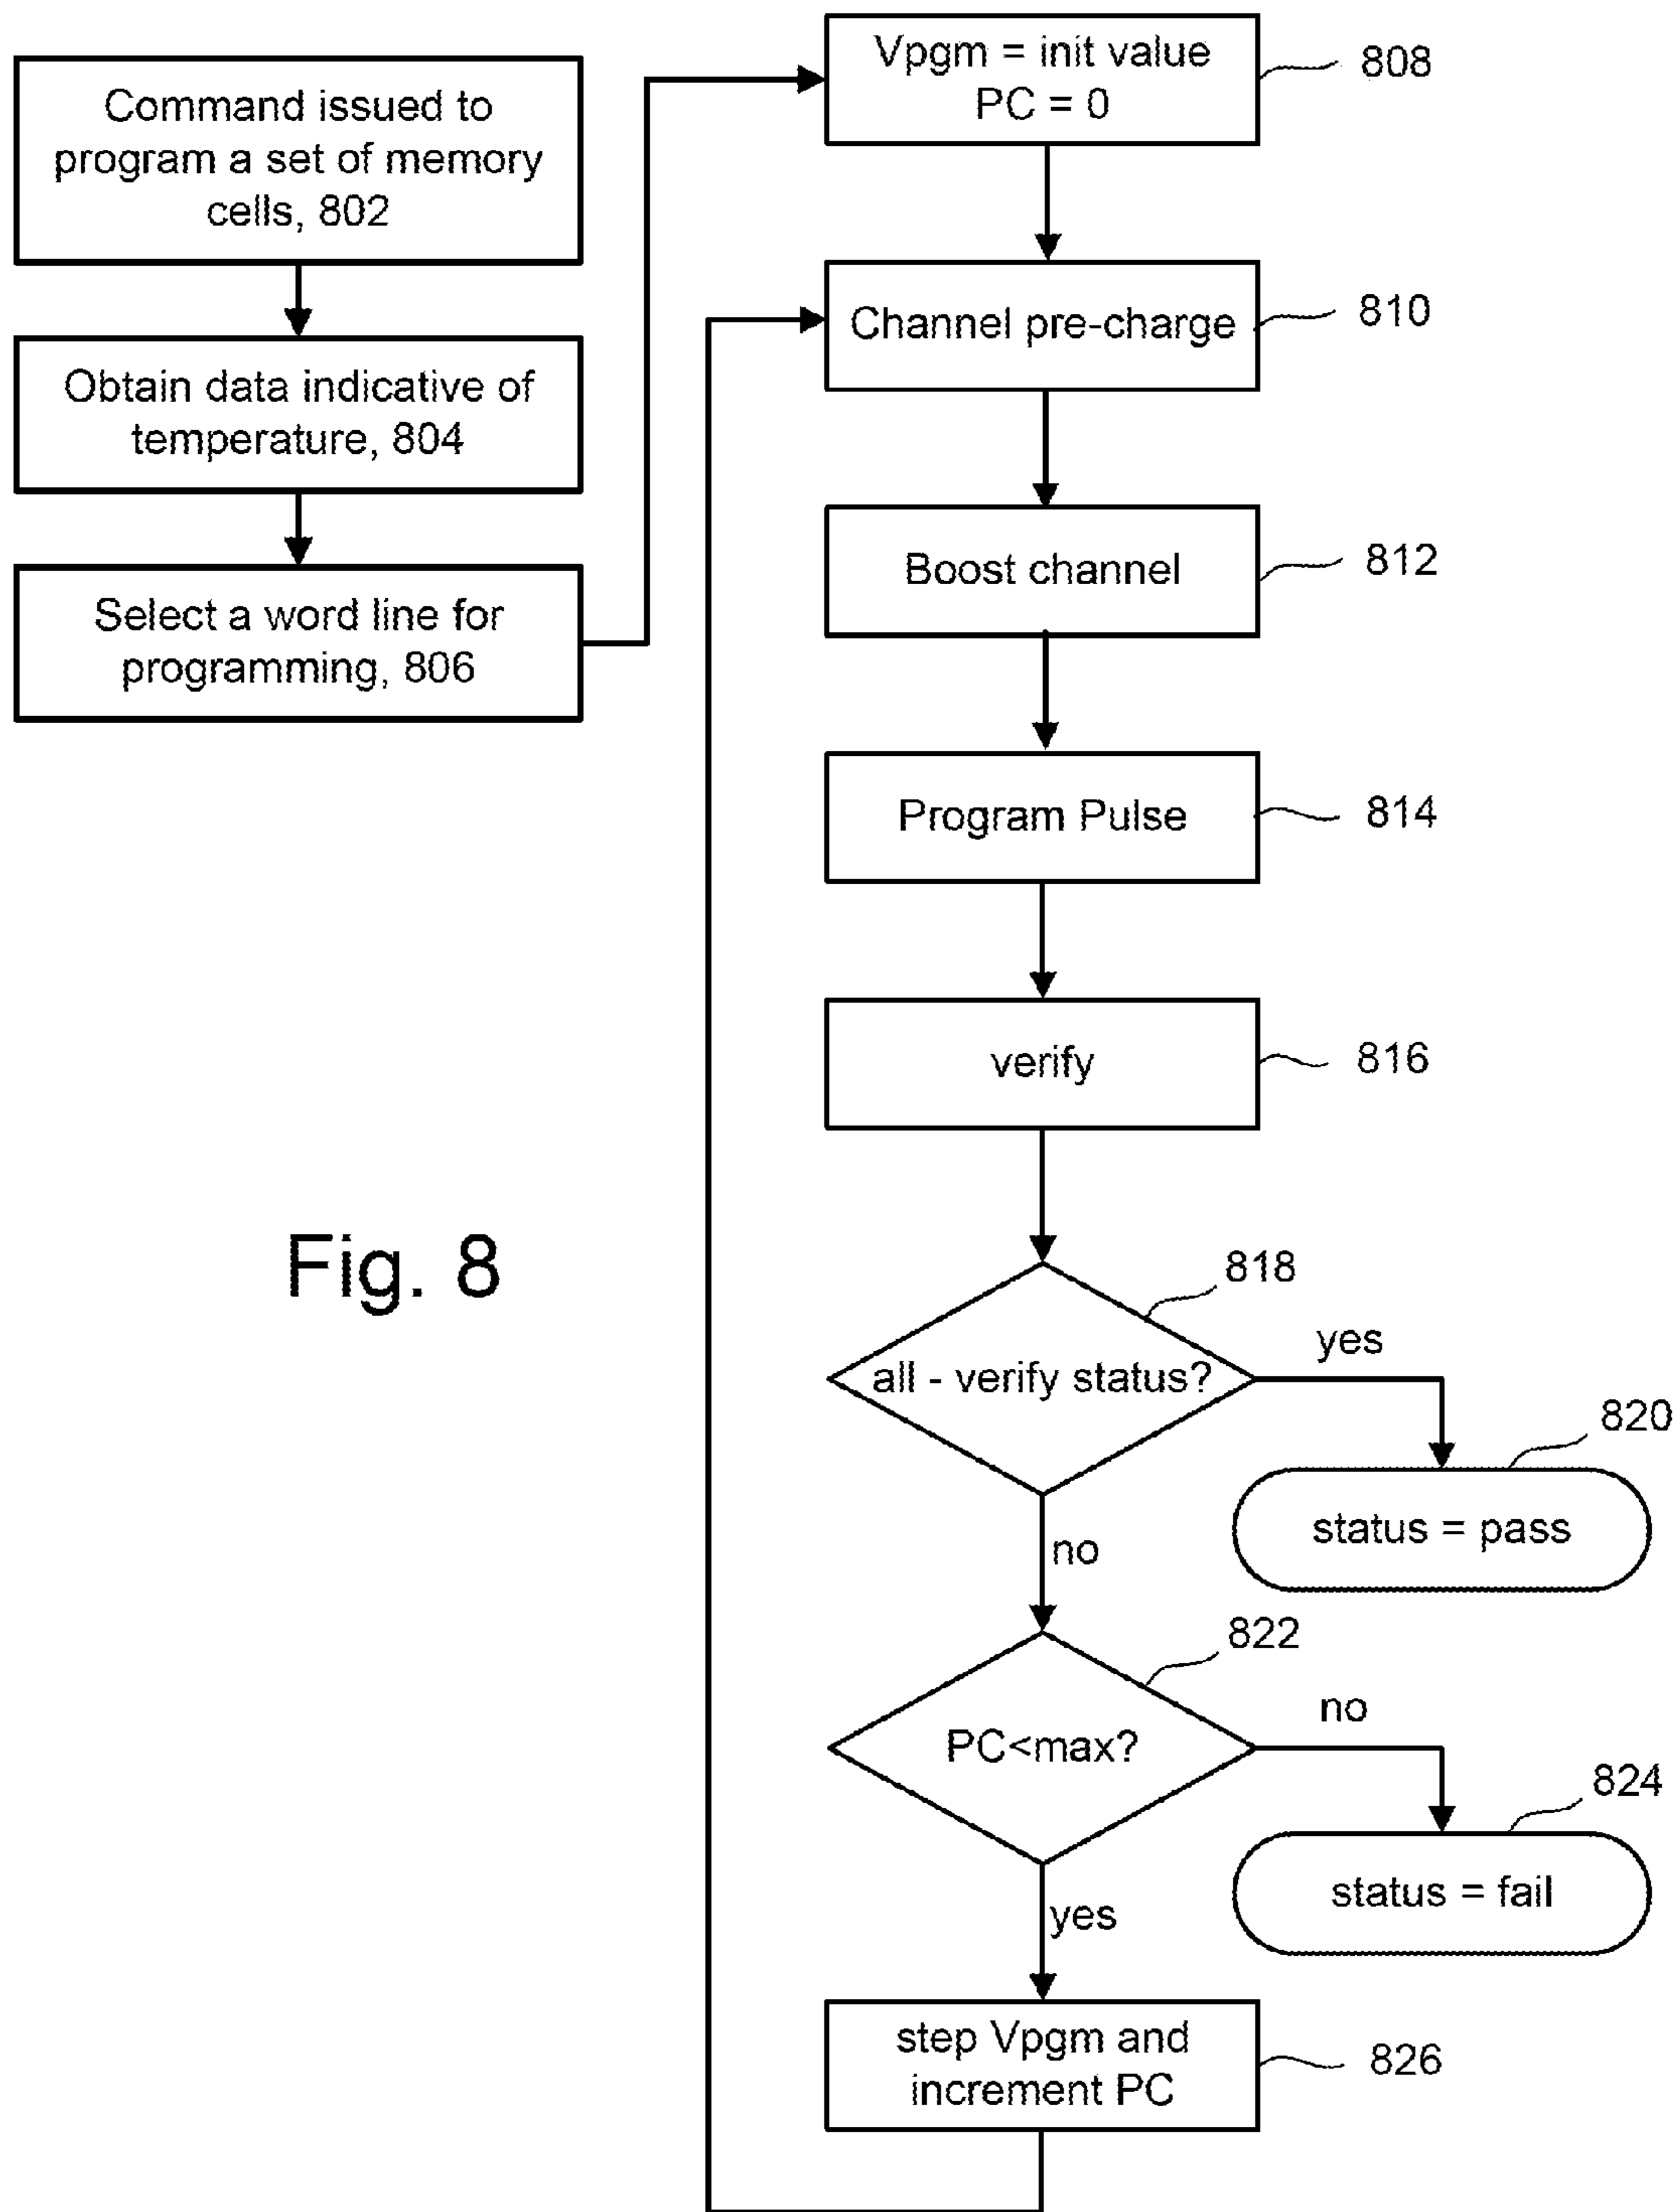 Command issued to
program a set of memory
cells, 802
Obtain data indicative of
temperature, 804
Select a word line for
programming, 806
Vpgm = init value
PC = 0
808
Channel pre-charge
810
Boost channel
812
Program Pulse
814
verify
816
818
all - verify status?
yes
820
status = pass
no
822
PC<max?
no
824
status = fail
yes
step Vpgm and
increment PC
826
Fig. 8